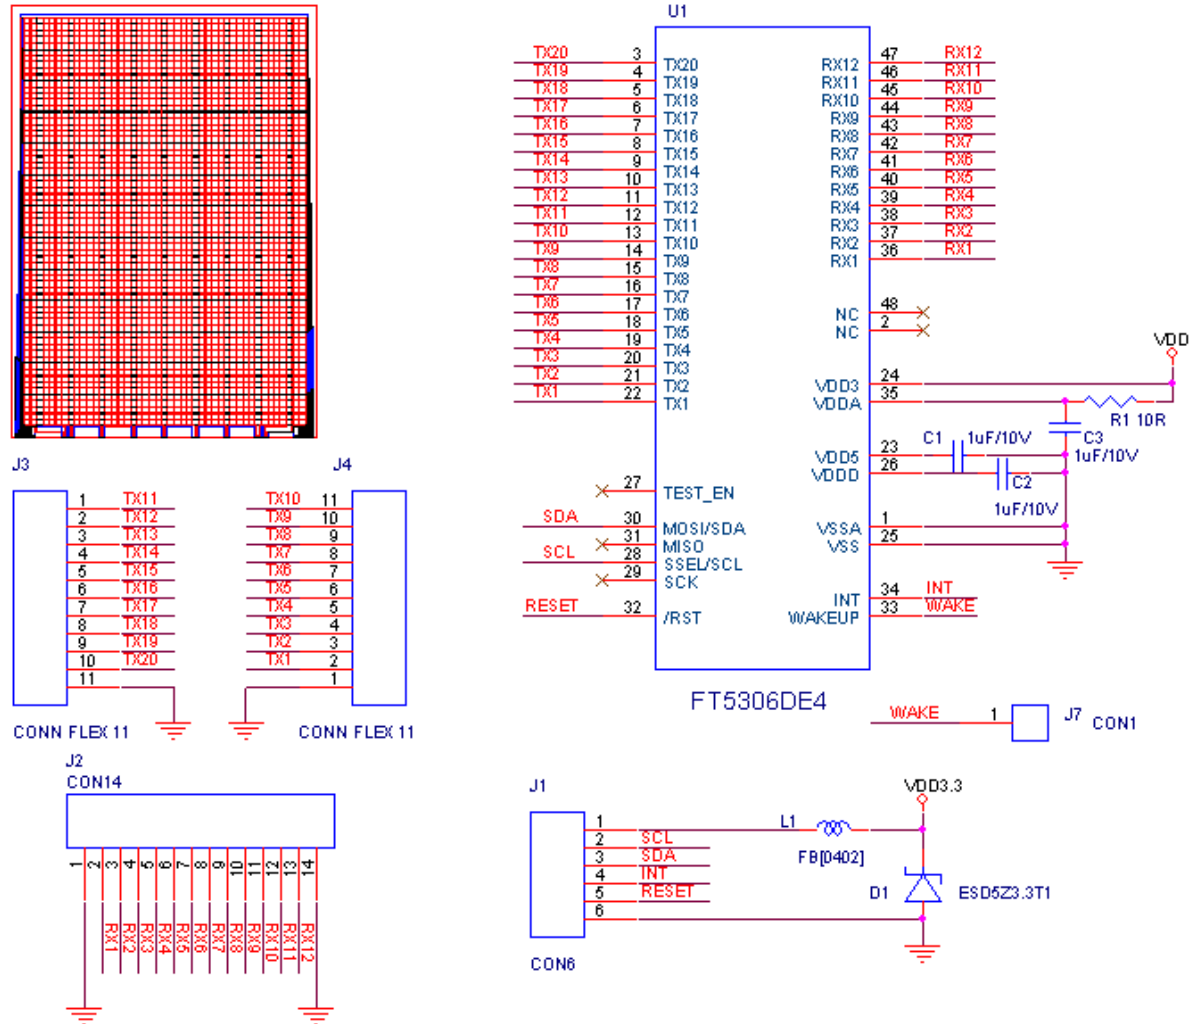 U1
TX20 3 TX20 RX12 47 RX12
TX19 4 TX19 RX11 46 RX11
TX18 5 TX18 RX10 45 RX10
TX17 6 TX17 RX9 44 RX9
TX16 7 TX16 RX8 43 RX8
TX15 8 TX15 RX7 42 RX7
TX14 9 TX14 RX6 41 RX6
TX13 10 TX13 RX5 40 RX5
TX12 11 TX12 RX4 39 RX4
TX11 12 TX11 RX3 38 RX3
TX10 13 TX10 RX2 37 RX2
TX9 14 TX9 RX1 36 RX1
TX8 15 TX8
TX7 16 TX7
TX6 17 TX6 NC 48
TX5 18 TX5 NC 2
TX4 19 TX4 VDD
TX3 20 TX3
TX2 21 TX2 VDD3 24
TX1 22 TX1 VDDA 35
R1 10R
C3
1uF/10V
C1 1uF/10V
VDD5 23
VDDD 26
C2
1uF/10V
27 TEST_EN
SDA 30 MOSI/SDA VSSA 1
31 MISO VSS 25
SCL 28 SSEL/SCL
29 SCK
INT 34 INT
RESET 32 /RST WAKEUP 33 WAKE
FT5306DE4
WAKE 1 J7 CON1
J3 J4
1 TX11 TX10 11
2 TX12 TX9 10
3 TX13 TX8 9
4 TX14 TX7 8
5 TX15 TX6 7
6 TX16 TX5 6
7 TX17 TX4 5
8 TX18 TX3 4
9 TX19 TX2 3
10 TX20 TX1 2
11 1
CONN FLEX 11 CONN FLEX 11
J2
CON14
1 2 3 4 5 6 7 8 9 10 11 12 13 14
RX1 RX2 RX3 RX4 RX5 RX6 RX7 RX8 RX9 RX10 RX11 RX12
J1
VDD3.3
1 L1
FB[0402]
2 SCL
3 SDA
4 INT
5 RESET
6
D1 ESD5Z3.3T1
CON6